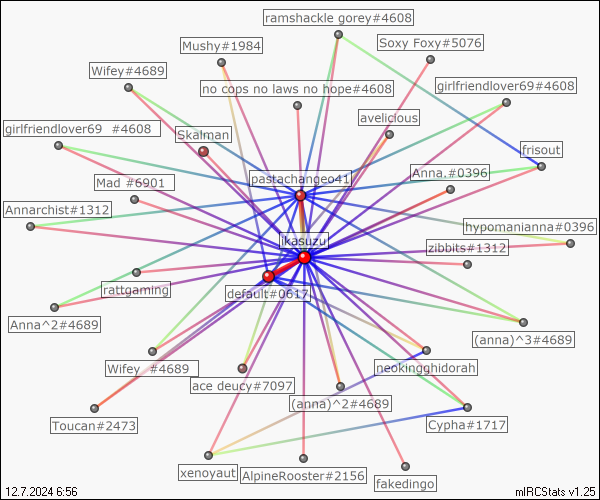 ramshackle gorey#4608
Soxy Foxy#5076
Mushy#1984
Wifey#4689
no cops no laws no hope#4608
girlfriendlover69#4608
avelicious
girlfriendlover69 #4608
Skalman
frisout
pastachangeo41
Anna.#0396
Mad #6901
Annarchist#1312
hypomanianna#0396
ikasuzu
zibbits#1312
rattgaming
default#0617
Anna^2#4689
(anna)^3#4689
Wifey #4689
neokingghidorah
ace deucy#7097
(anna)^2#4689
Toucan#2473
Cypha#1717
xenoyaut
AlpineRooster#2156
fakedingo
12.7.2024 6:56
mIRCStats v1.25